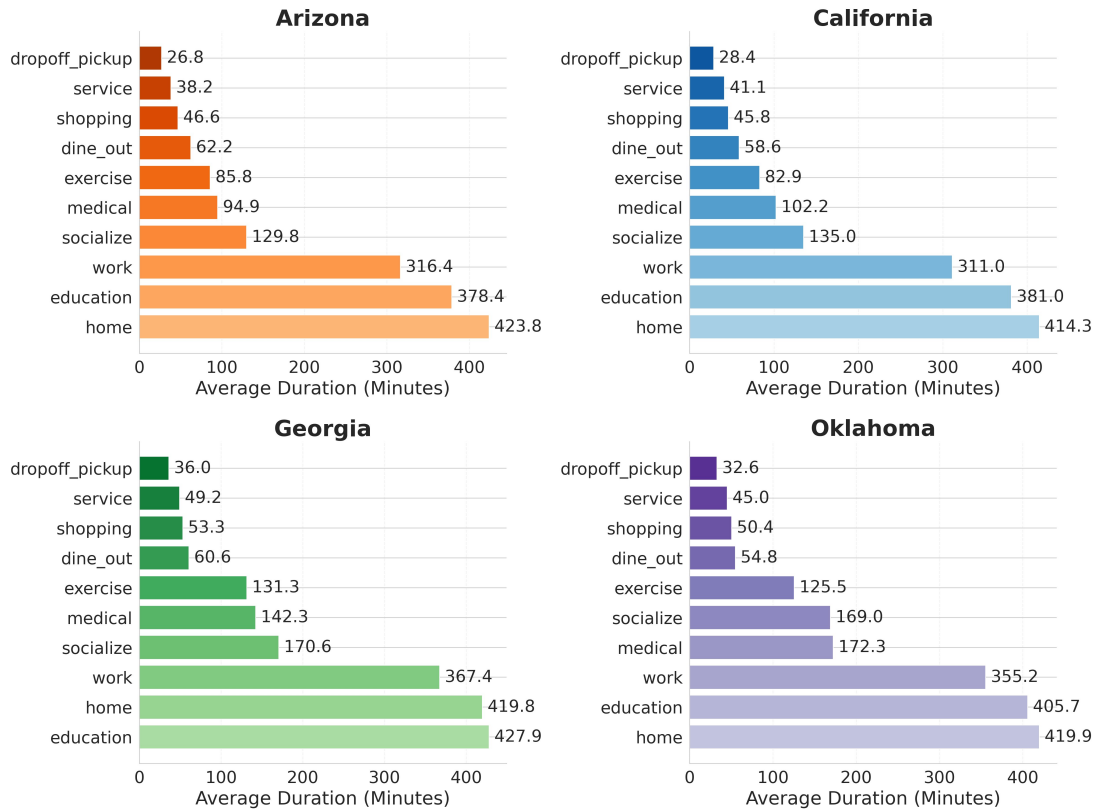 Arizona
dropoff_pickup 26.8
service 38.2
shopping 46.6
dine_out 62.2
exercise 85.8
medical 94.9
socialize 129.8
work 316.4
education 378.4
home 423.8
0 100 200 300 400
Average Duration (Minutes)
California
dropoff_pickup 28.4
service 41.1
shopping 45.8
dine_out 58.6
exercise 82.9
medical 102.2
socialize 135.0
work 311.0
education 381.0
home 414.3
0 100 200 300 400
Average Duration (Minutes)
Georgia
dropoff_pickup 36.0
service 49.2
shopping 53.3
dine_out 60.6
exercise 131.3
medical 142.3
socialize 170.6
work 367.4
home 419.8
education 427.9
0 100 200 300 400
Average Duration (Minutes)
Oklahoma
dropoff_pickup 32.6
service 45.0
shopping 50.4
dine_out 54.8
exercise 125.5
socialize 169.0
medical 172.3
work 355.2
education 405.7
home 419.9
0 100 200 300 400
Average Duration (Minutes)